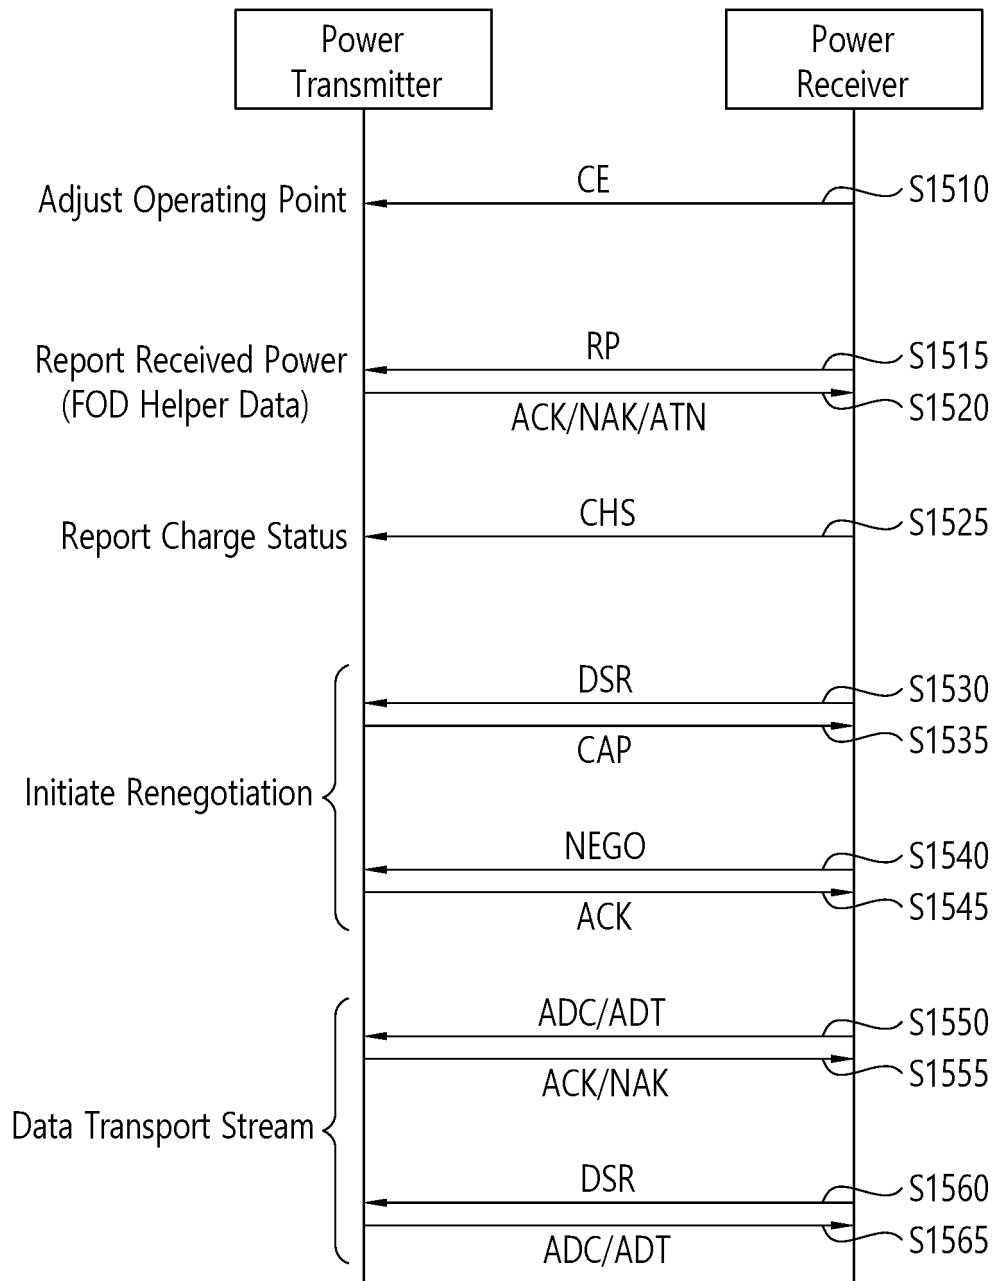 Power
Transmitter
Power
Receiver
Adjust Operating Point
CE
S1510
Report Received Power
(FOD Helper Data)
RP
S1515
ACK/NAK/ATN
S1520
Report Charge Status
CHS
S1525
Initiate Renegotiation
DSR
S1530
CAP
S1535
NEGO
S1540
ACK
S1545
Data Transport Stream
ADC/ADT
S1550
ACK/NAK
S1555
DSR
S1560
ADC/ADT
S1565